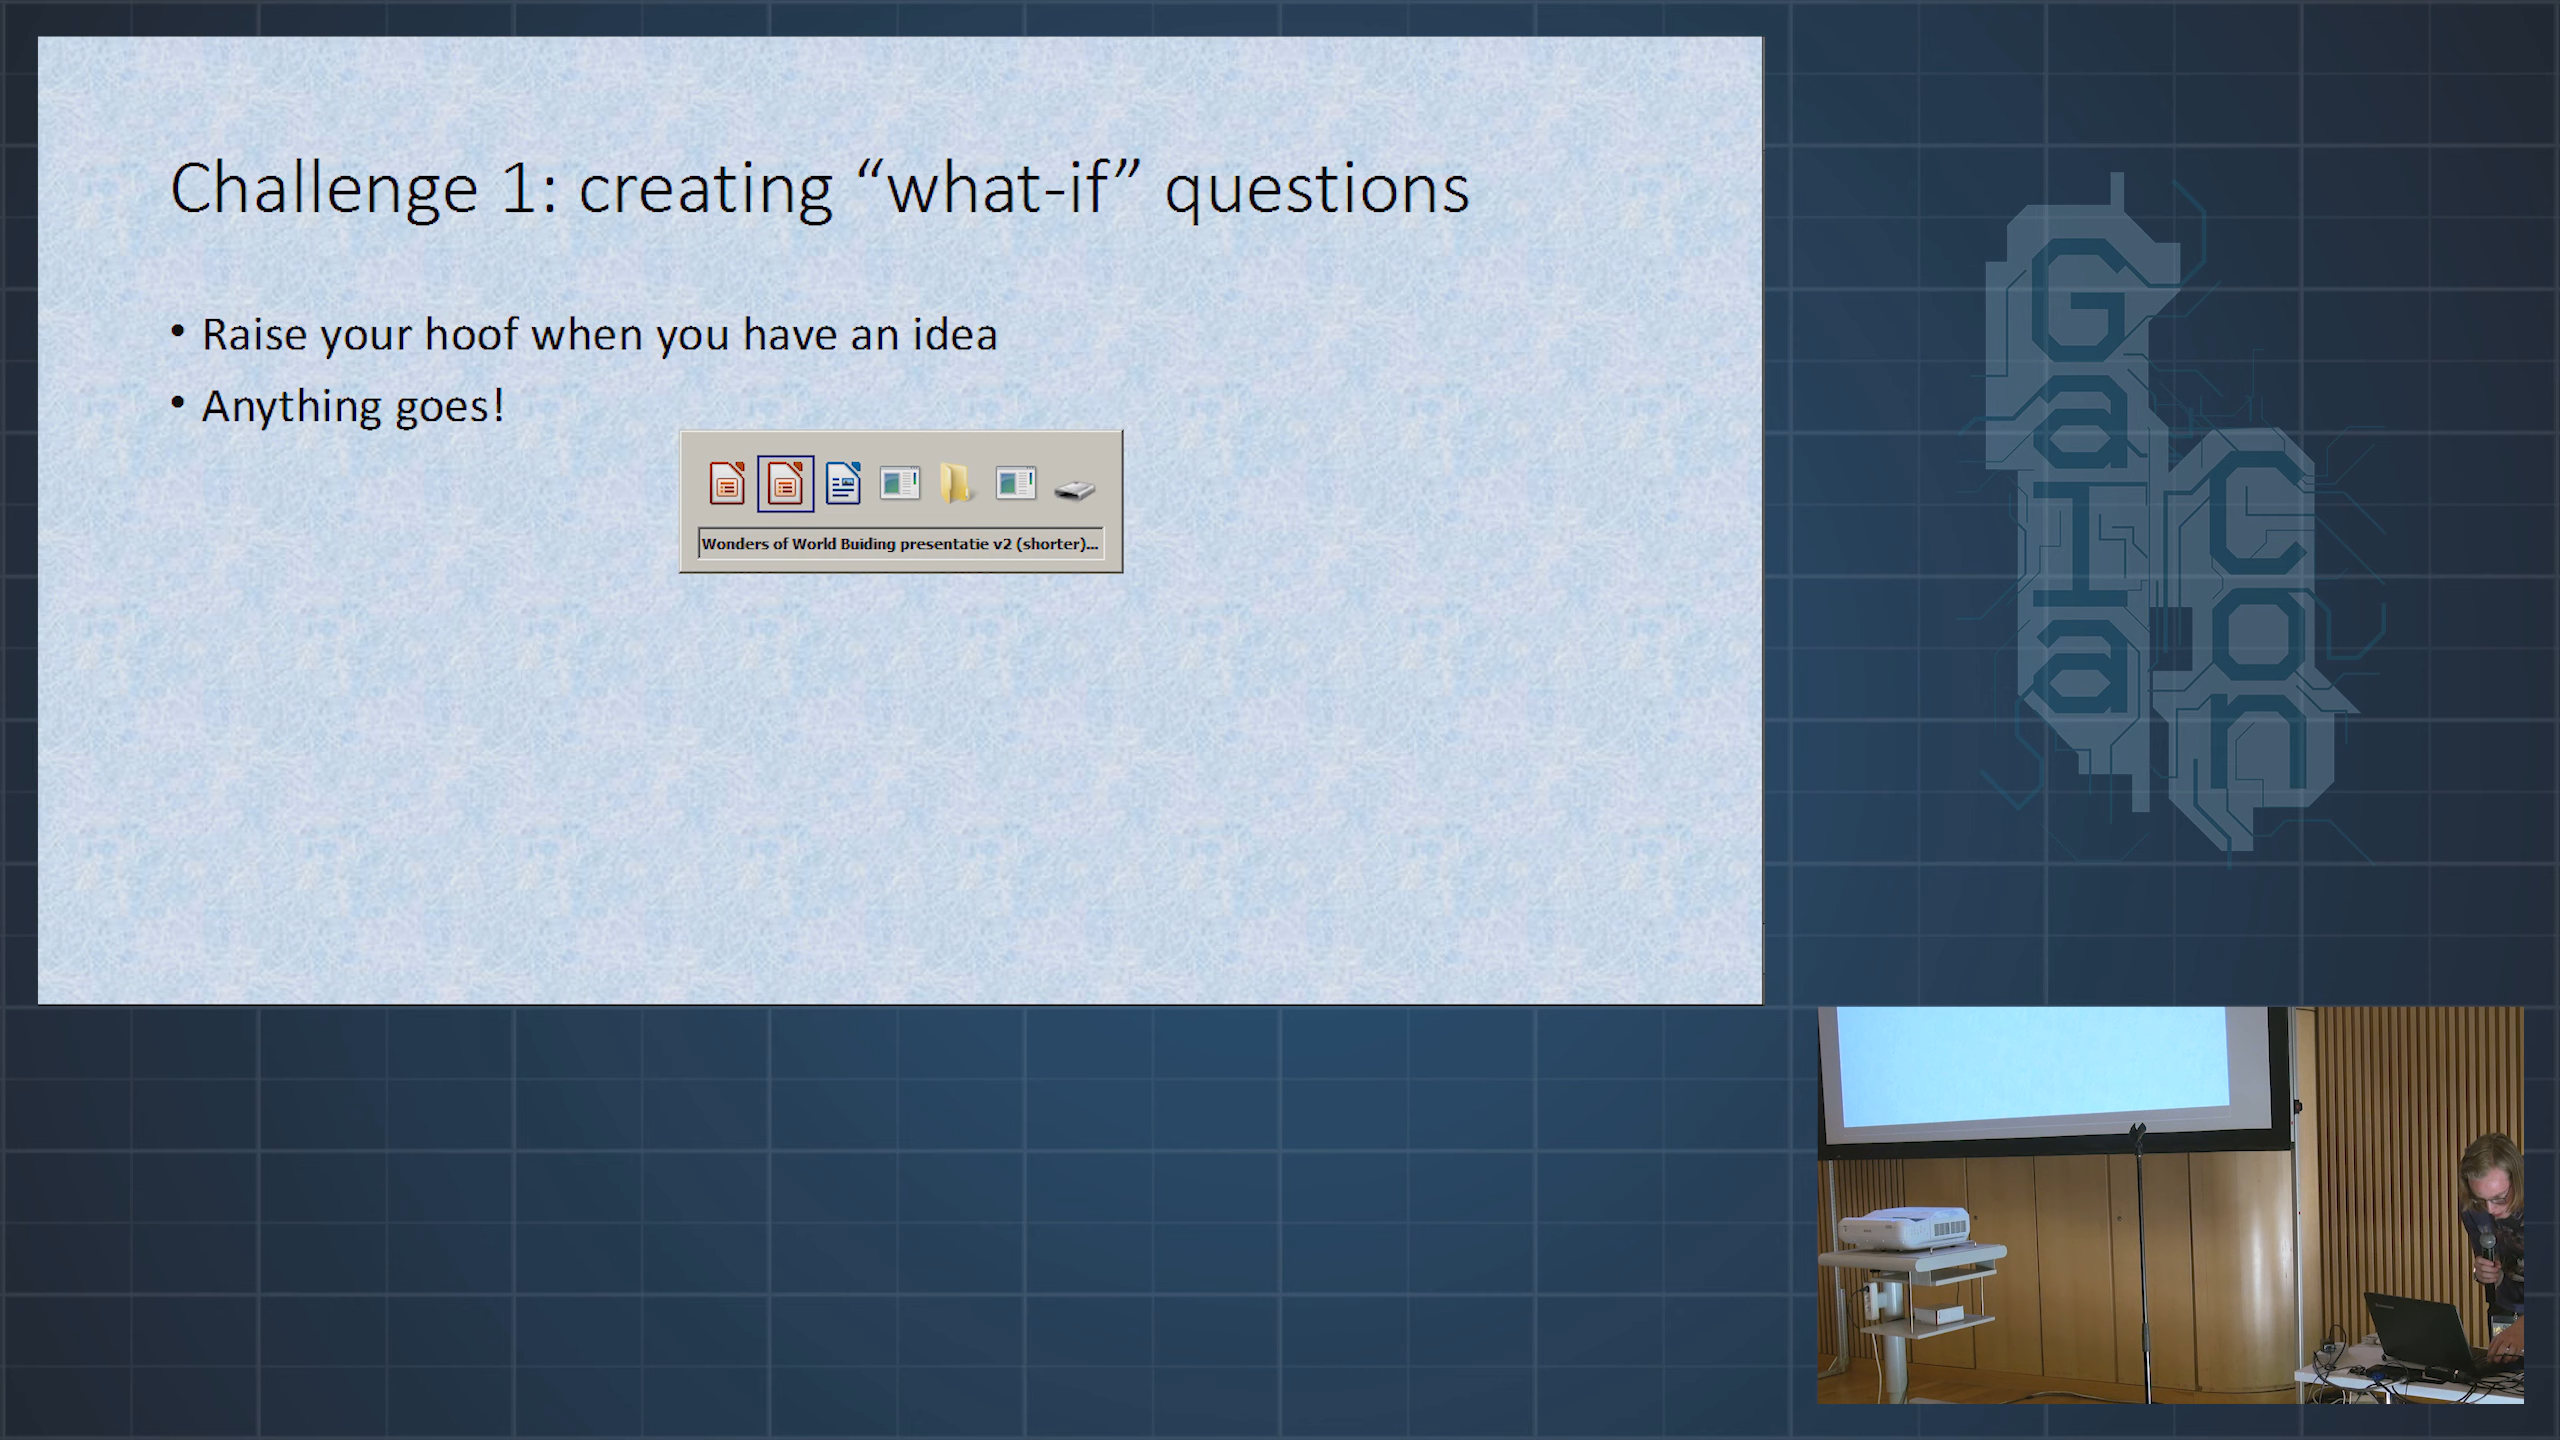 Challenge 1: creating “what-if” questions
• Raise your hoof when you have an idea
• Anything goes!
Wonders of World Buiding presentatie v2 (shorter)...
GalaCon